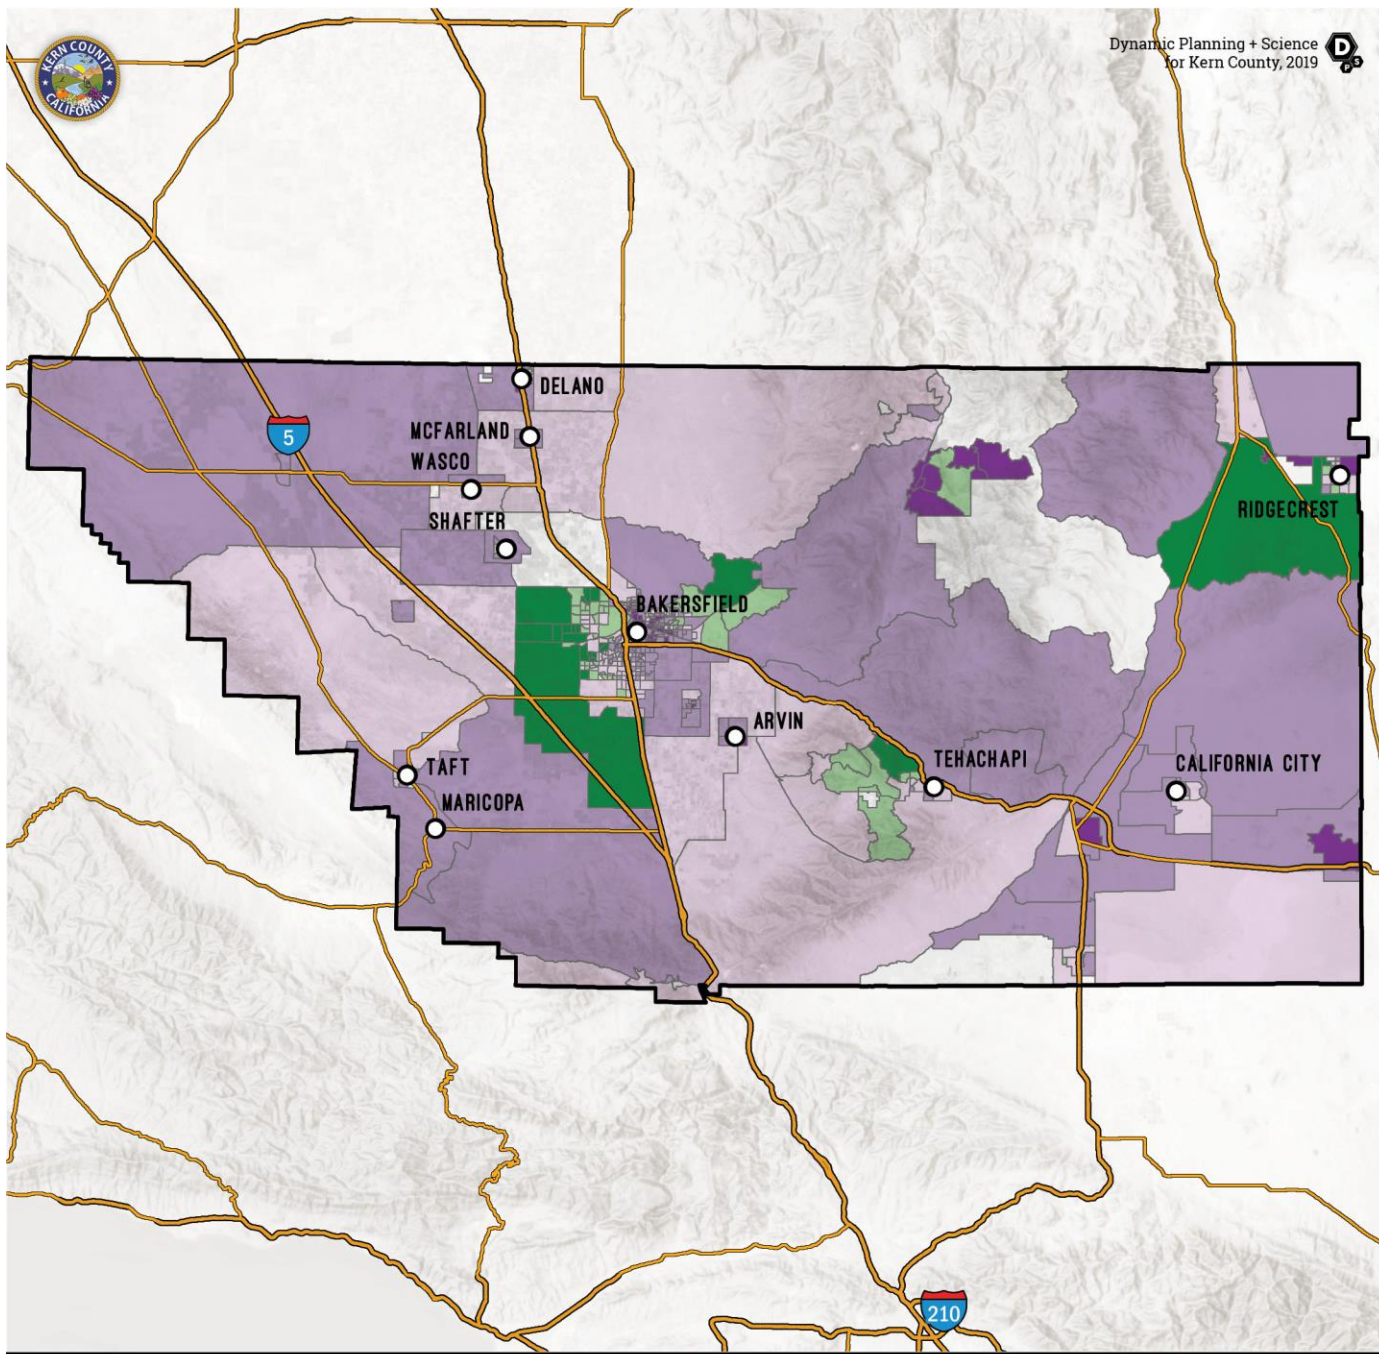 KERN COUNTY
CALIFORNIA
Dynamic Planning + Science
for Kern County, 2019
D
P S
DELANO
5
MCFARLAND
WASCO
SHAFTER
RIDGECREST
BAKERSFIELD
ARVIN
TEHACHAPI
CALIFORNIA CITY
TAFT
MARICOPA
210